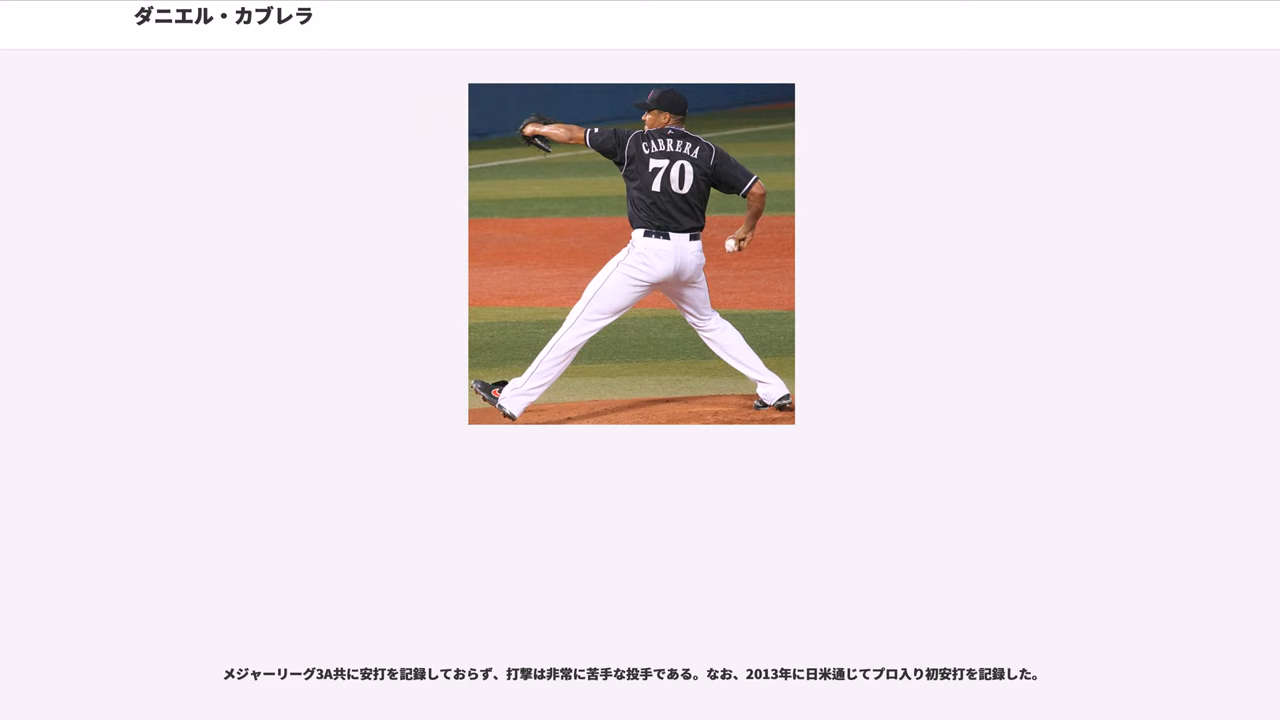 ダニエル・カブレラ
CABRERA
70
メジャーリーグ3A共に安打を記録しておらず、打撃は非常に苦手な投手である。なお、2013年に日米通じてプロ入り初安打を記録した。